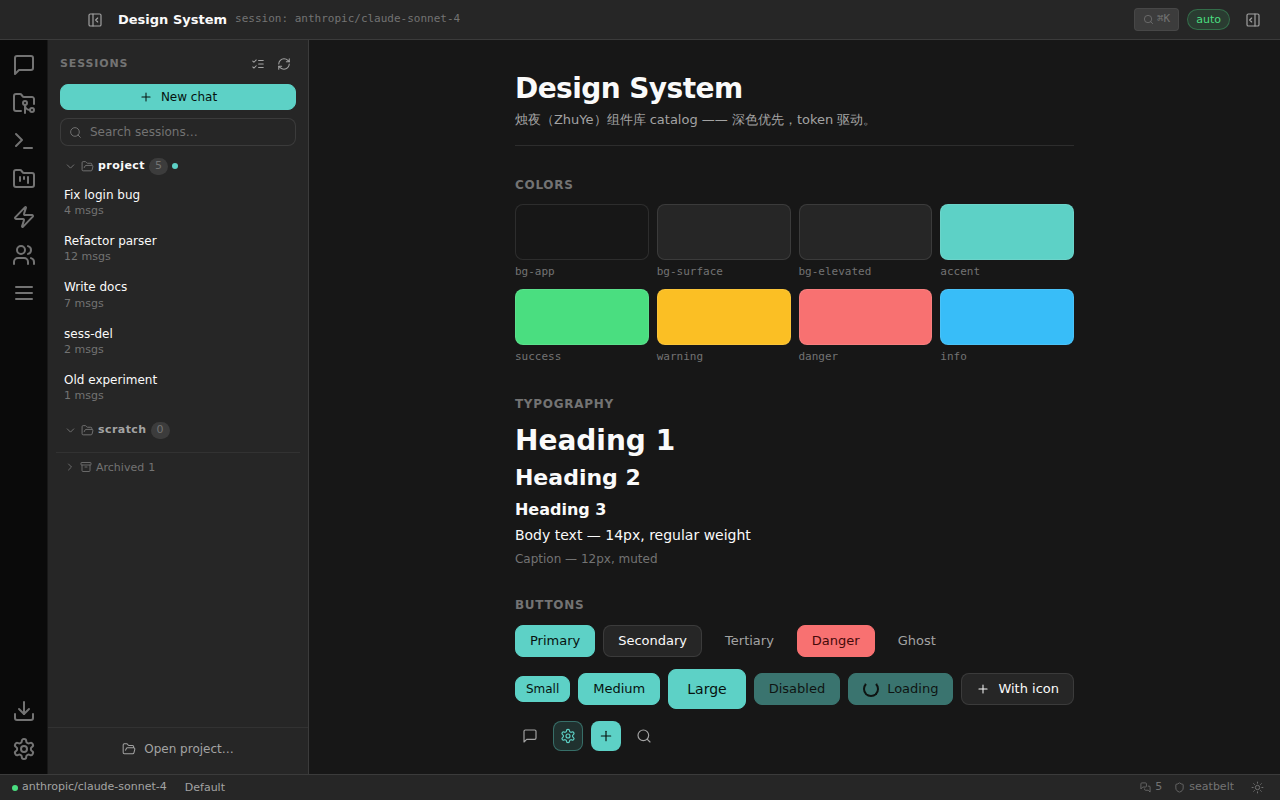 Design System session: anthropic/claude-sonnet-4
⌘K
auto
SESSIONS
New chat
Search sessions…
project 5
Fix login bug
4 msgs
Refactor parser
12 msgs
Write docs
7 msgs
sess-del
2 msgs
Old experiment
1 msgs
scratch 0
Archived 1
Open project…
Design System
烛夜（ZhuYe）组件库 catalog —— 深色优先，token 驱动。
COLORS
bg-app bg-surface bg-elevated accent
success warning danger info
TYPOGRAPHY
Heading 1
Heading 2
Heading 3
Body text — 14px, regular weight
Caption — 12px, muted
BUTTONS
Primary Secondary Tertiary Danger Ghost
Small Medium Large Disabled Loading With icon
anthropic/claude-sonnet-4 Default 5 seatbelt